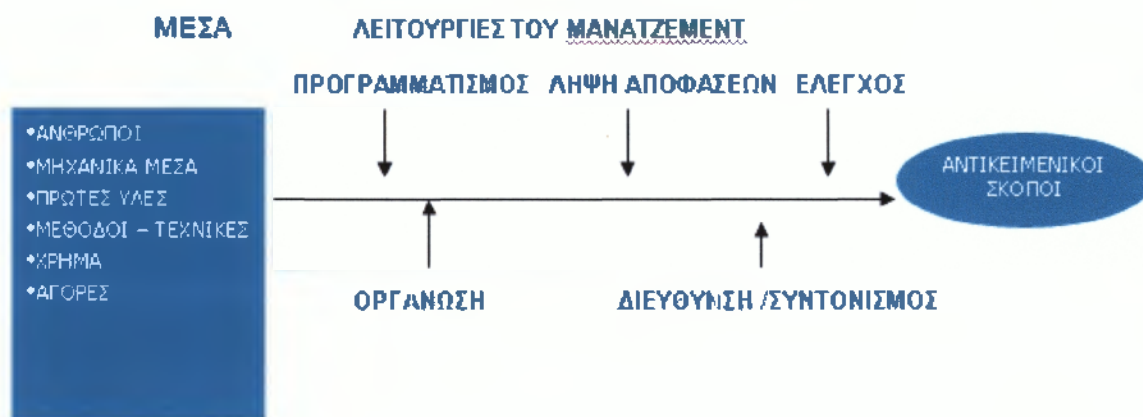 ΜΕΣΑ ΛΕΙΤΟΥΡΓΙΕΣ ΤΟΥ ΜΑΝΑΤΖΕΜΕΝΤ
ΠΡΟΓΡΑΜΜΑΤΙΣΜΟΣ ΛΗΨΗ ΑΠΟΦΑΣΕΩΝ ΕΛΕΓΧΟΣ
•ΑΝΘΡΩΠΟΙ
•ΜΗΧΑΝΙΚΑ ΜΕΣΑ
•ΠΡΩΤΕΣ ΥΛΕΣ
•ΜΕΘΟΔΟΙ – ΤΕΧΝΙΚΕΣ
•ΧΡΗΜΑ
•ΑΓΟΡΕΣ
ΑΝΤΙΚΕΙΜΕΝΙΚΟΙ
ΣΚΟΠΟΙ
ΟΡΓΑΝΩΣΗ ΔΙΕΥΘΥΝΣΗ /ΣΥΝΤΟΝΙΣΜΟΣ